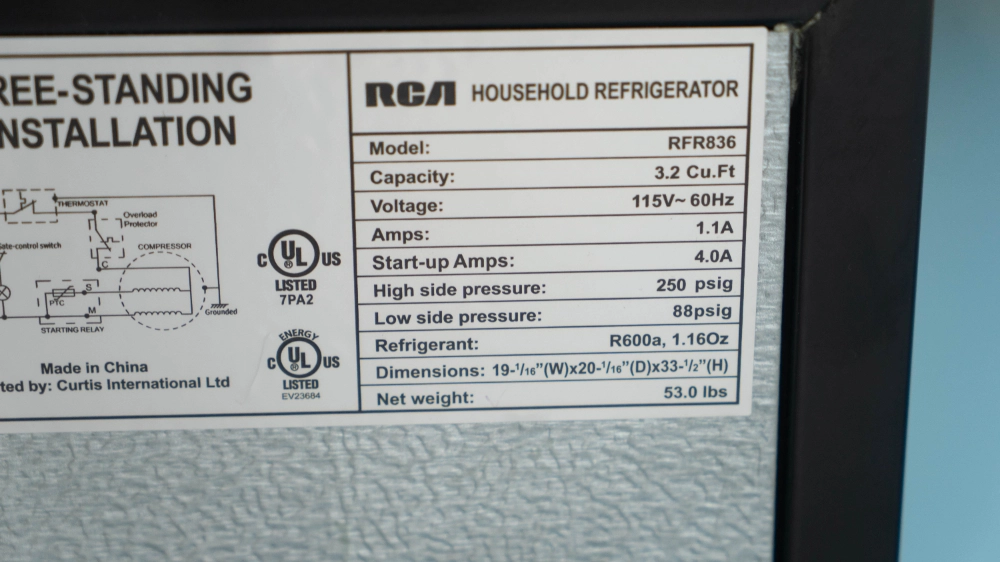 REE-STANDING
NSTALLATION
THERMOSTAT
Overload
Protector
ate-control switch
COMPRESSOR
C
S
PTC
M
STARTING RELAY
Grounded
C UL US
®
LISTED
7PA2
ENERGY
C UL US
®
LISTED
EV23684
Made in China
ted by: Curtis International Ltd
RCA HOUSEHOLD REFRIGERATOR
Model: RFR836
Capacity: 3.2 Cu.Ft
Voltage: 115V~ 60Hz
Amps: 1.1A
Start-up Amps: 4.0A
High side pressure: 250 psig
Low side pressure: 88psig
Refrigerant: R600a, 1.16Oz
Dimensions: 19-1/16"(W)x20-1/16"(D)x33-1/2"(H)
Net weight: 53.0 lbs